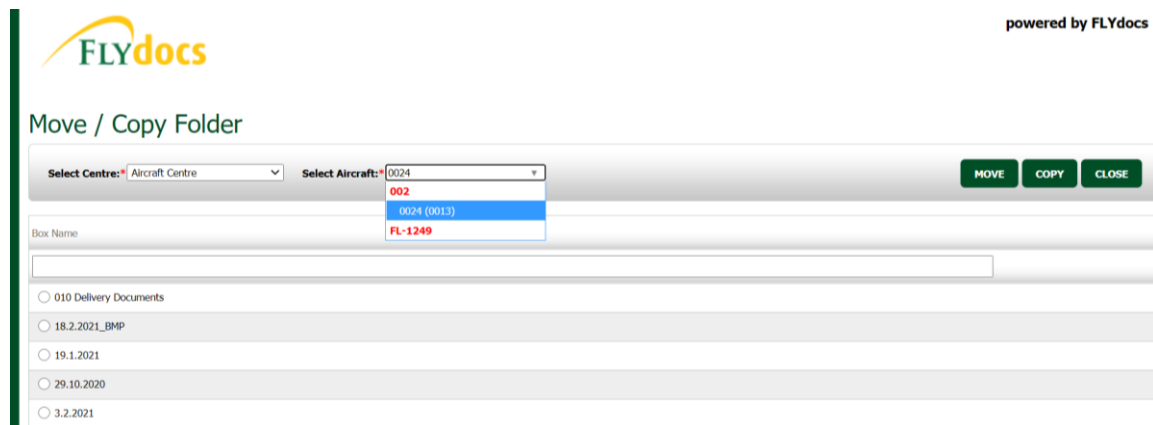 FLYdocs
powered by FLYdocs
Move / Copy Folder
Select Centre:* Aircraft Centre Select Aircraft:* 0024 MOVE COPY CLOSE
002
0024 (0013)
FL-1249
Box Name
010 Delivery Documents
18.2.2021_BMP
19.1.2021
29.10.2020
3.2.2021